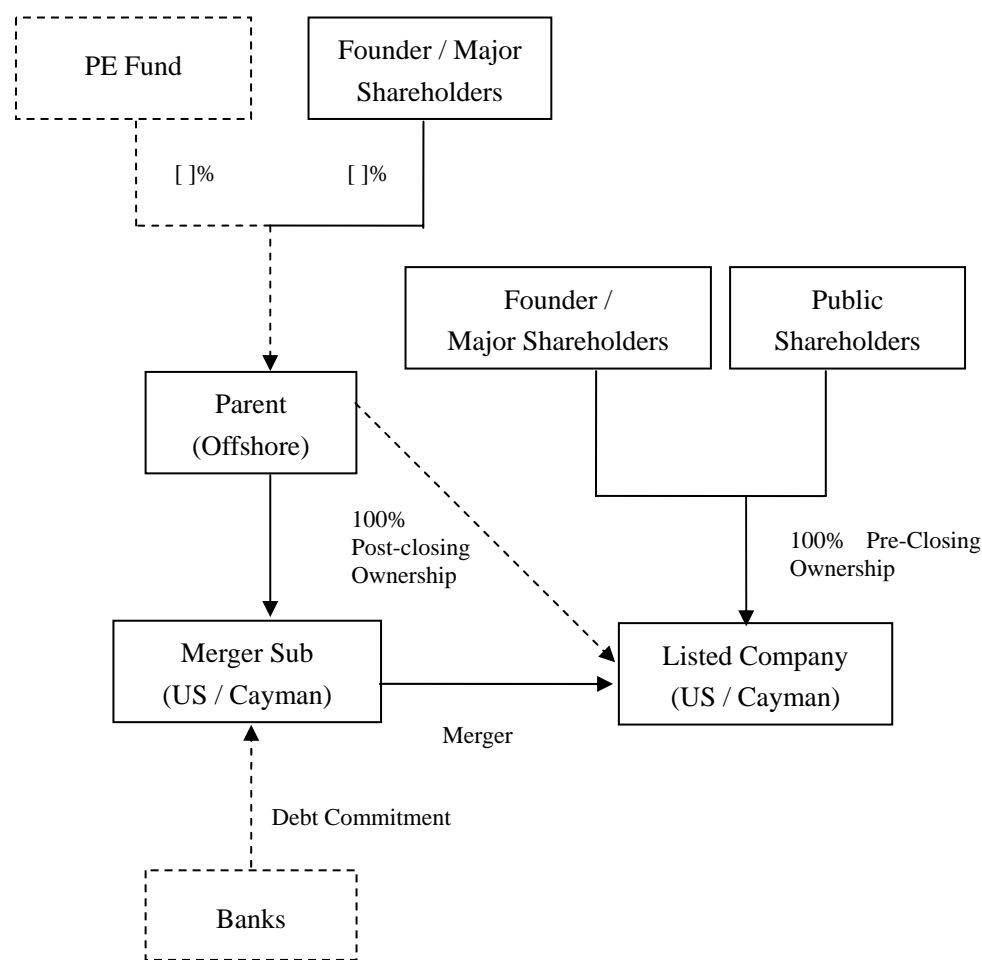 PE Fund
Founder / Major
Shareholders
[ ]%
[ ]%
Founder /
Major Shareholders
Public
Shareholders
Parent
(Offshore)
100%
Post-closing
Ownership
100% Pre-Closing
Ownership
Merger Sub
(US / Cayman)
Listed Company
(US / Cayman)
Merger
Debt Commitment
Banks